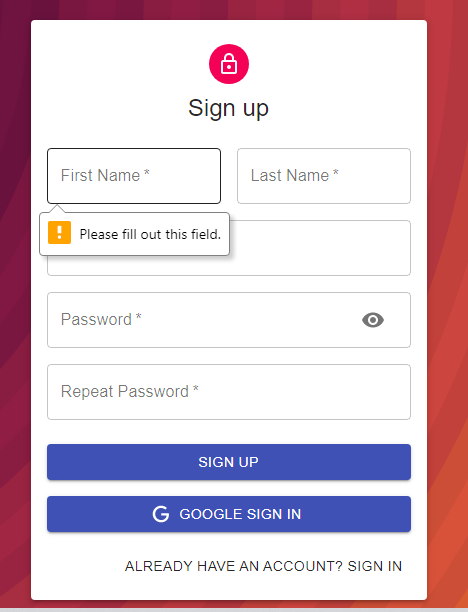 Sign up
First Name *
Last Name *
Please fill out this field.
Password *
Repeat Password *
SIGN UP
GOOGLE SIGN IN
ALREADY HAVE AN ACCOUNT? SIGN IN